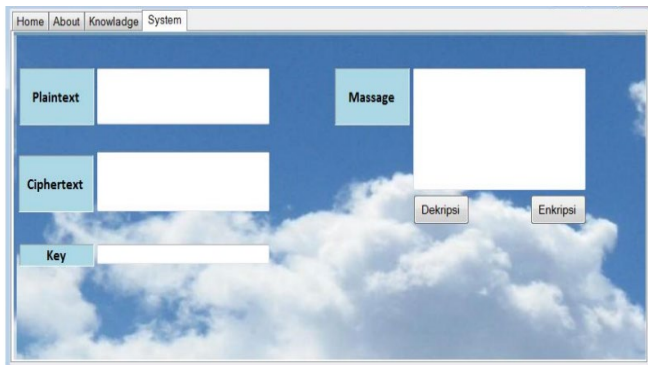 Home About Knowladge System
Plaintext
Massage
Ciphertext
Dekripsi Enkripsi
Key